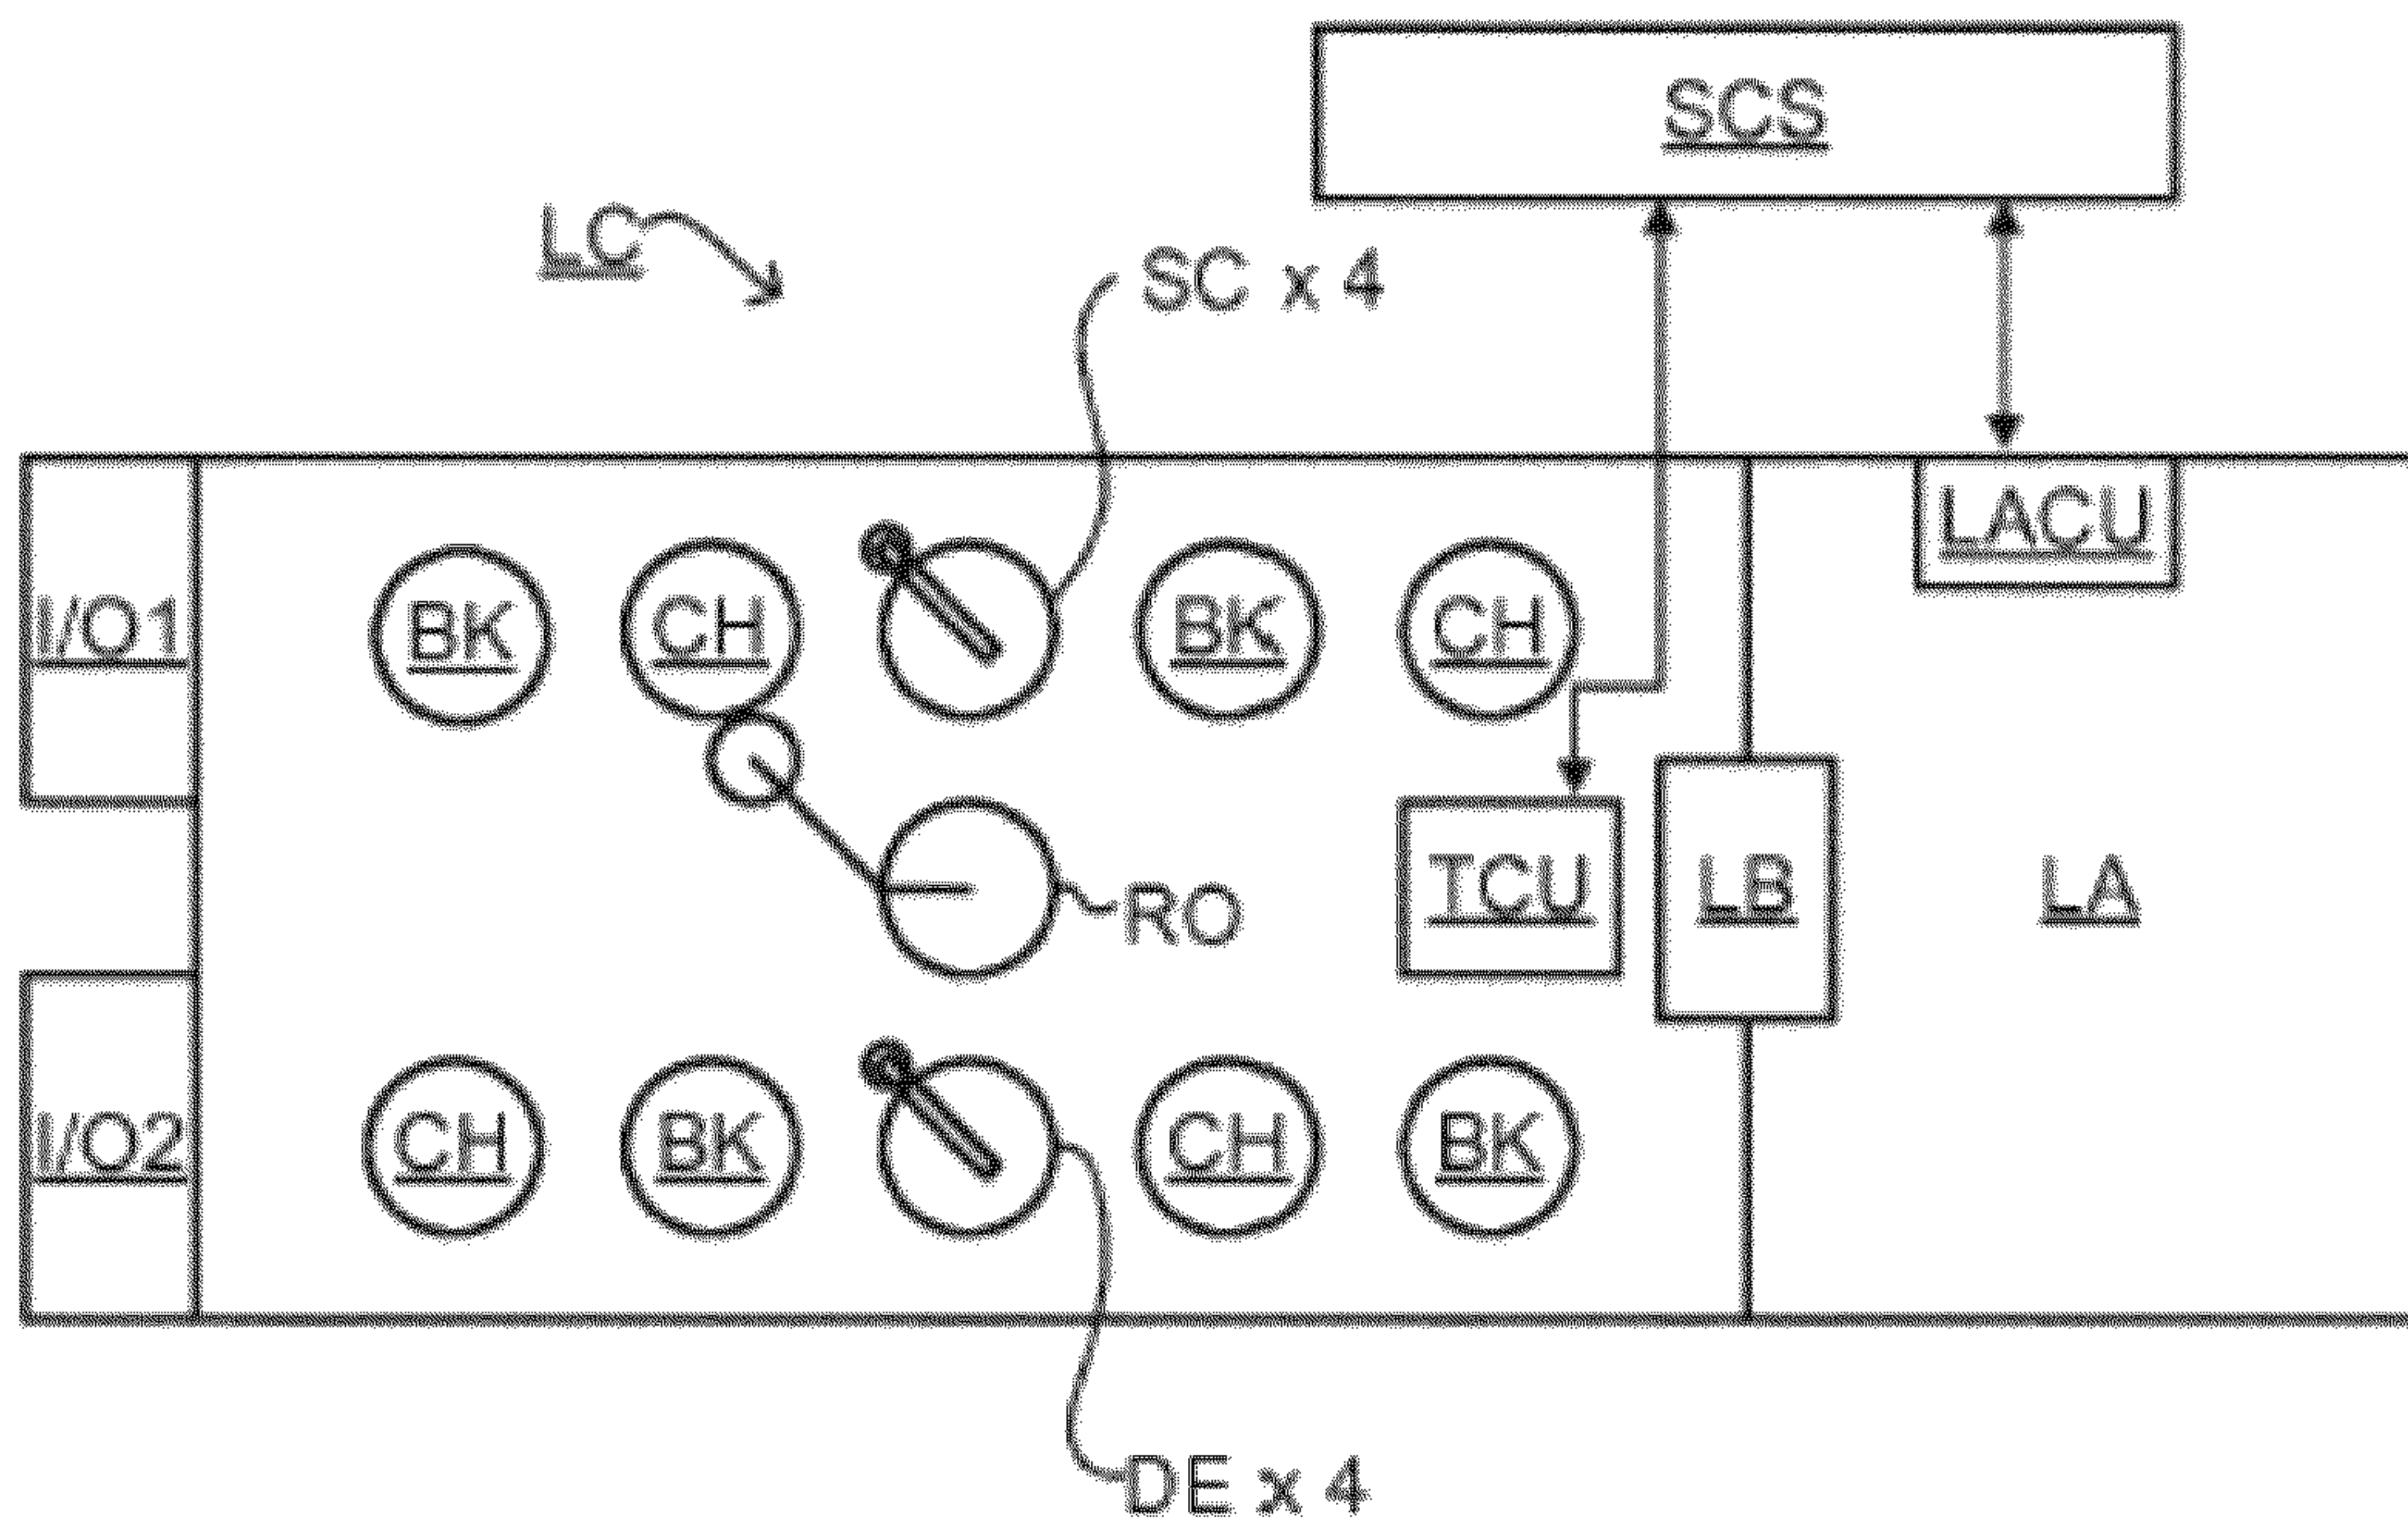 SCS
LC
SC x 4
LACU
I/O1
BK
CH
BK
CH
TCU
LB
LA
RO
I/O2
CH
BK
CH
BK
DE x 4